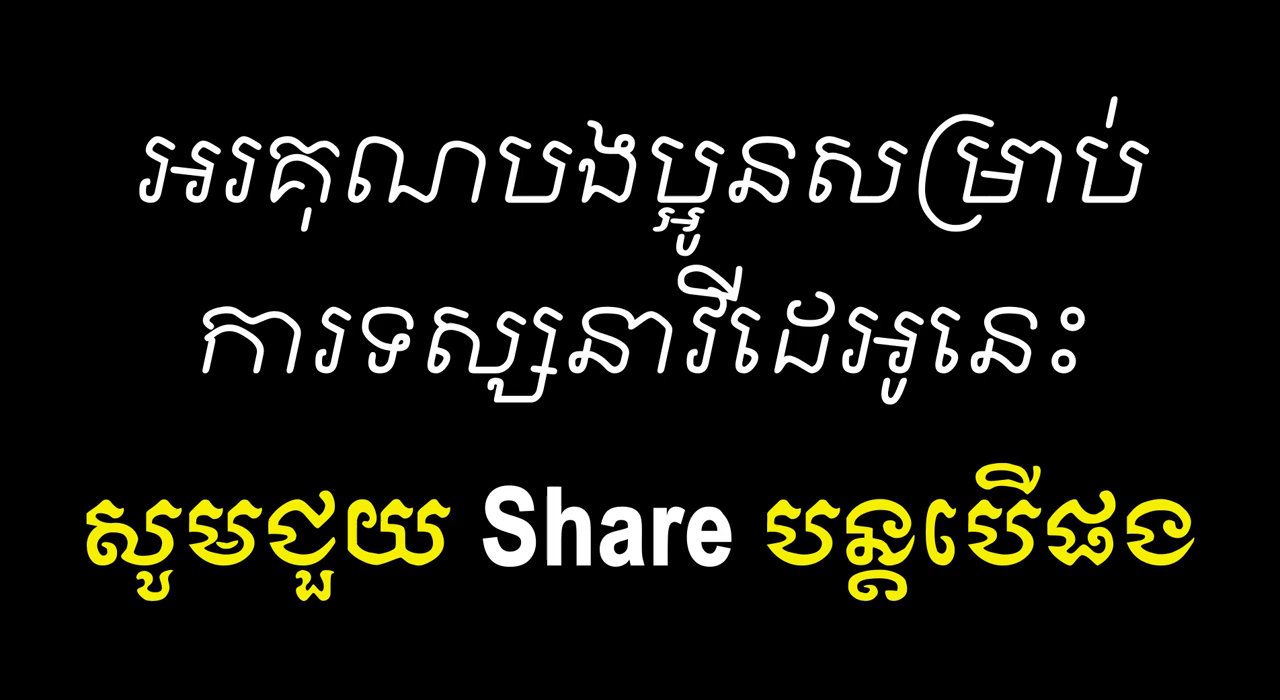 អរគុណបងប្អូនសម្រាប់
ការទស្សនាវីដេអូនេះ
សូមជួយ Share បន្តបើផង